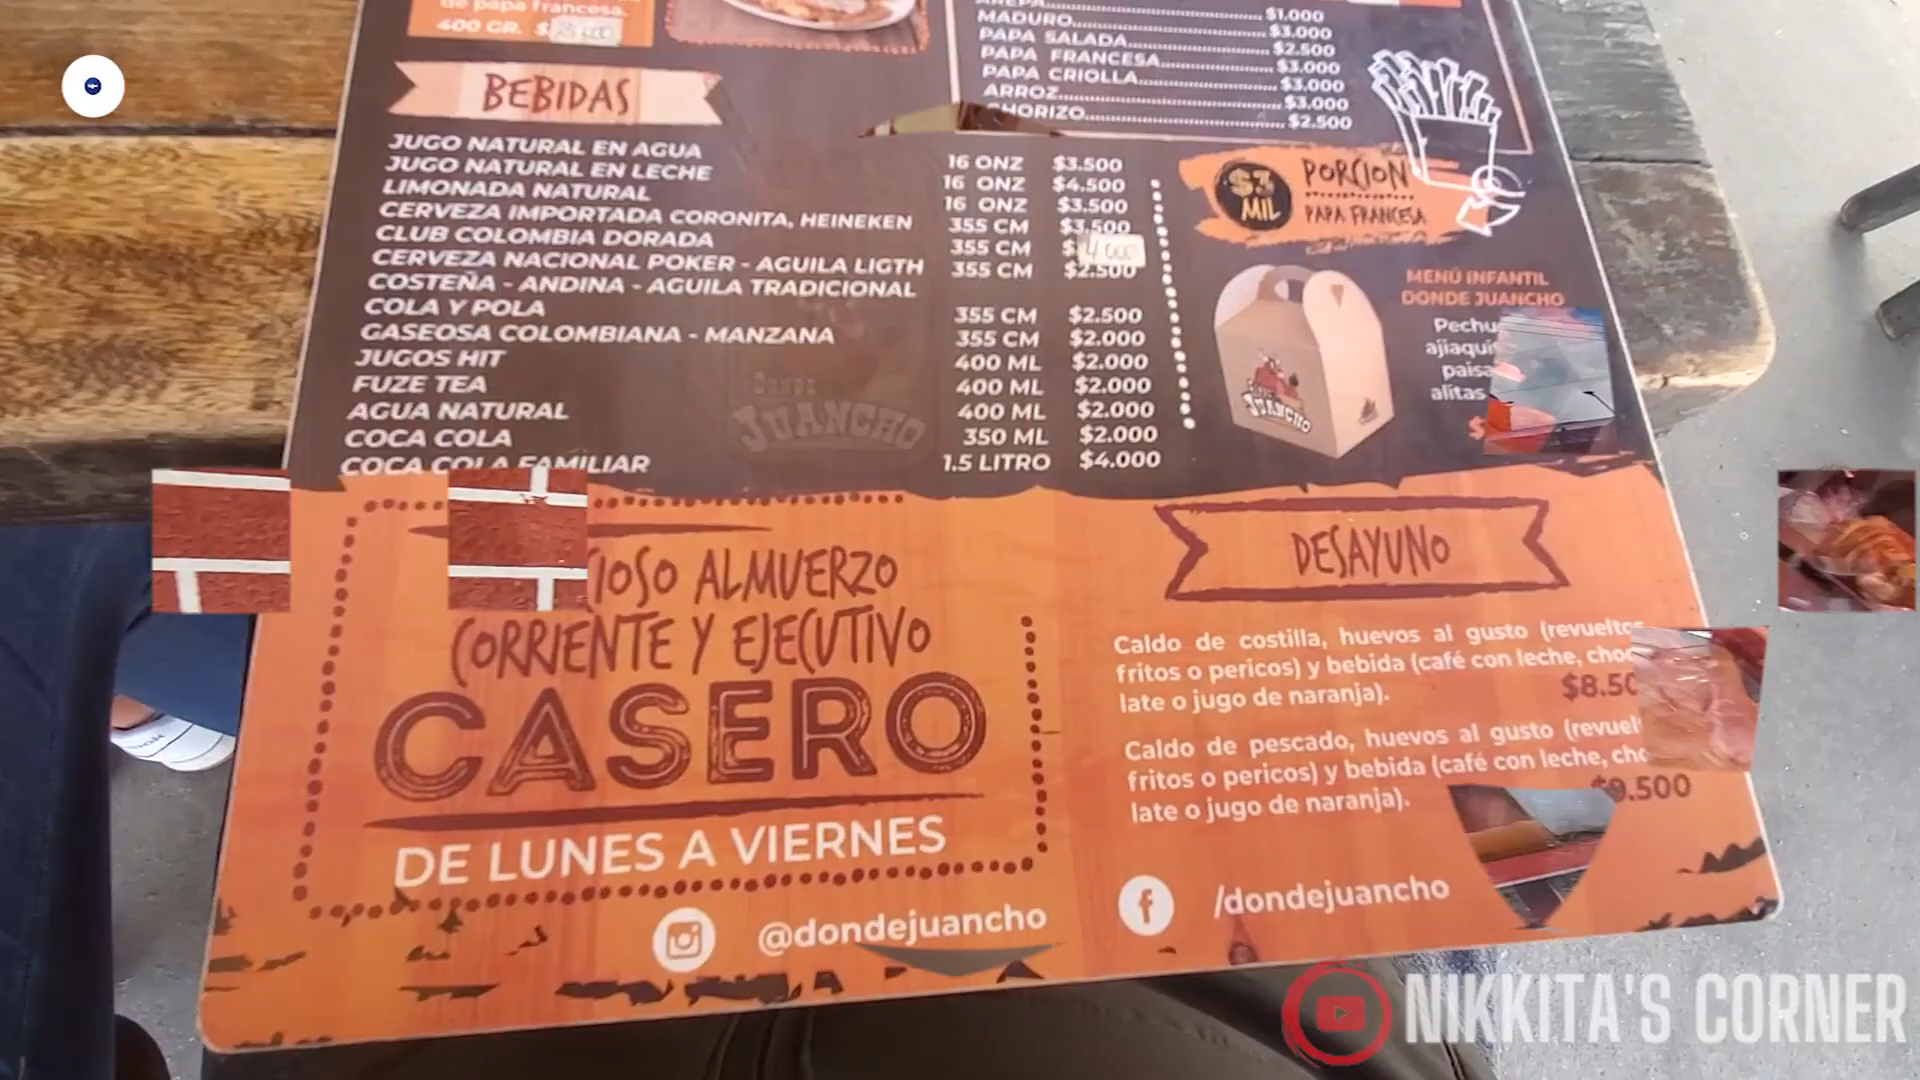 de papa francesa.
400 GR.
MADURO
PAPA SALADA
PAPA FRANCESA
PAPA CRIOLLA
ARROZ
CHORIZO
$1.000
$3.000
$2.500
$3.000
$3.000
$3.000
$2.500
BEBIDAS
JUGO NATURAL EN AGUA 16 ONZ $3.500
JUGO NATURAL EN LECHE 16 ONZ $4.500
LIMONADA NATURAL 16 ONZ $3.500
CERVEZA IMPORTADA CORONITA, HEINEKEN 355 CM $3.500
CLUB COLOMBIA DORADA 355 CM $ 4000
CERVEZA NACIONAL POKER - AGUILA LIGTH 355 CM $2.500
COSTEÑA - ANDINA - AGUILA TRADICIONAL
COLA Y POLA 355 CM $2.500
GASEOSA COLOMBIANA - MANZANA 355 CM $2.000
JUGOS HIT 400 ML $2.000
FUZE TEA 400 ML $2.000
AGUA NATURAL 400 ML $2.000
COCA COLA 350 ML $2.000
COCA COLA FAMILIAR 1.5 LITRO $4.000
DONDE
JUANCHO
$3
MIL
PORCION
PAPA FRANCESA
MENÚ INFANTIL
DONDE JUANCHO
Pechu
ajiaquit
paisa
alitas
$
JUANCHO
CIOSO ALMUERZO
CORRIENTE Y EJECUTIVO
CASERO
DE LUNES A VIERNES
@dondejuancho
DESAYUNO
Caldo de costilla, huevos al gusto (revueltos
fritos o pericos) y bebida (café con leche, choc
late o jugo de naranja).
$8.50
Caldo de pescado, huevos al gusto (revuel
fritos o pericos) y bebida (café con leche, cho
late o jugo de naranja).
$9.500
/dondejuancho
NIKKITA'S CORNER